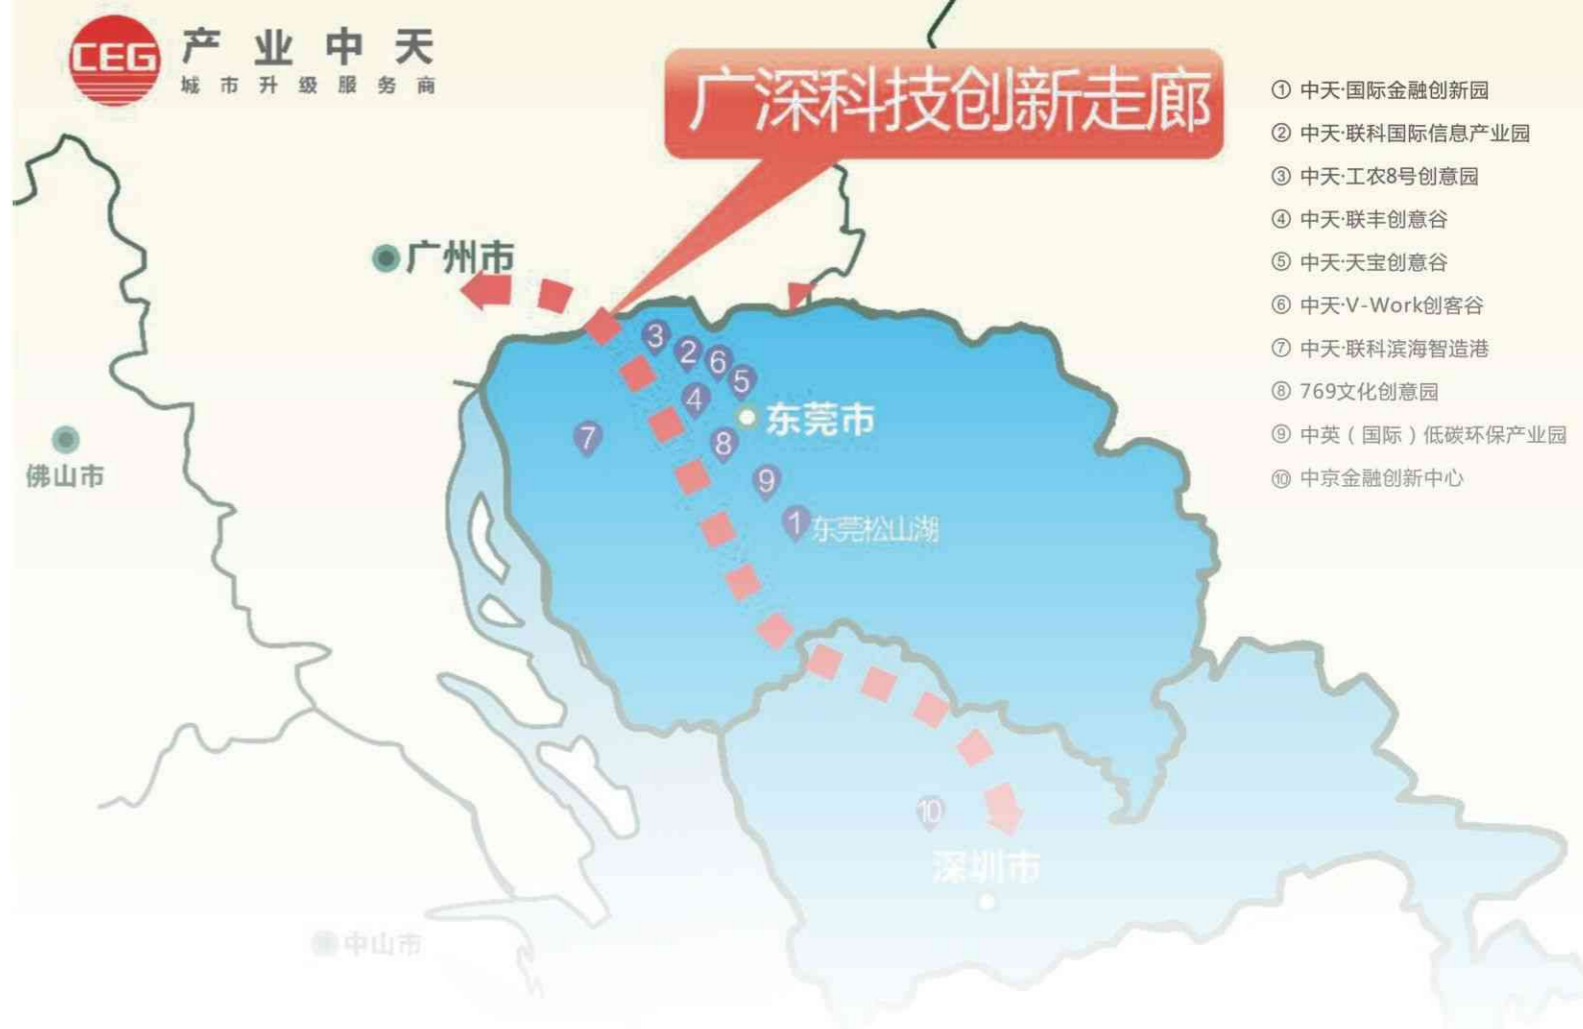 CEG
产业中天
城市升级服务商
广深科技创新走廊
① 中天·国际金融创新园
② 中天·联科国际信息产业园
③ 中天·工农8号创意园
④ 中天·联丰创意谷
⑤ 中天·天宝创意谷
⑥ 中天·V-Work创客谷
⑦ 中天·联科滨海智造港
⑧ 769文化创意园
⑨ 中英（国际）低碳环保产业园
⑩ 中京金融创新中心
广州市
3
2
6
5
4
东莞市
7
8
佛山市
9
1
东莞松山湖
10
深圳市
中山市